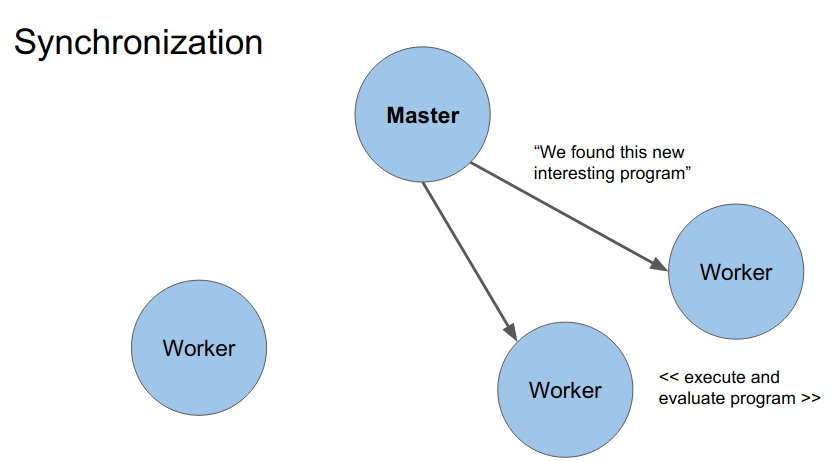 Synchronization
Master
“We found this new
interesting program”
Worker
Worker
Worker
<< execute and
evaluate program >>